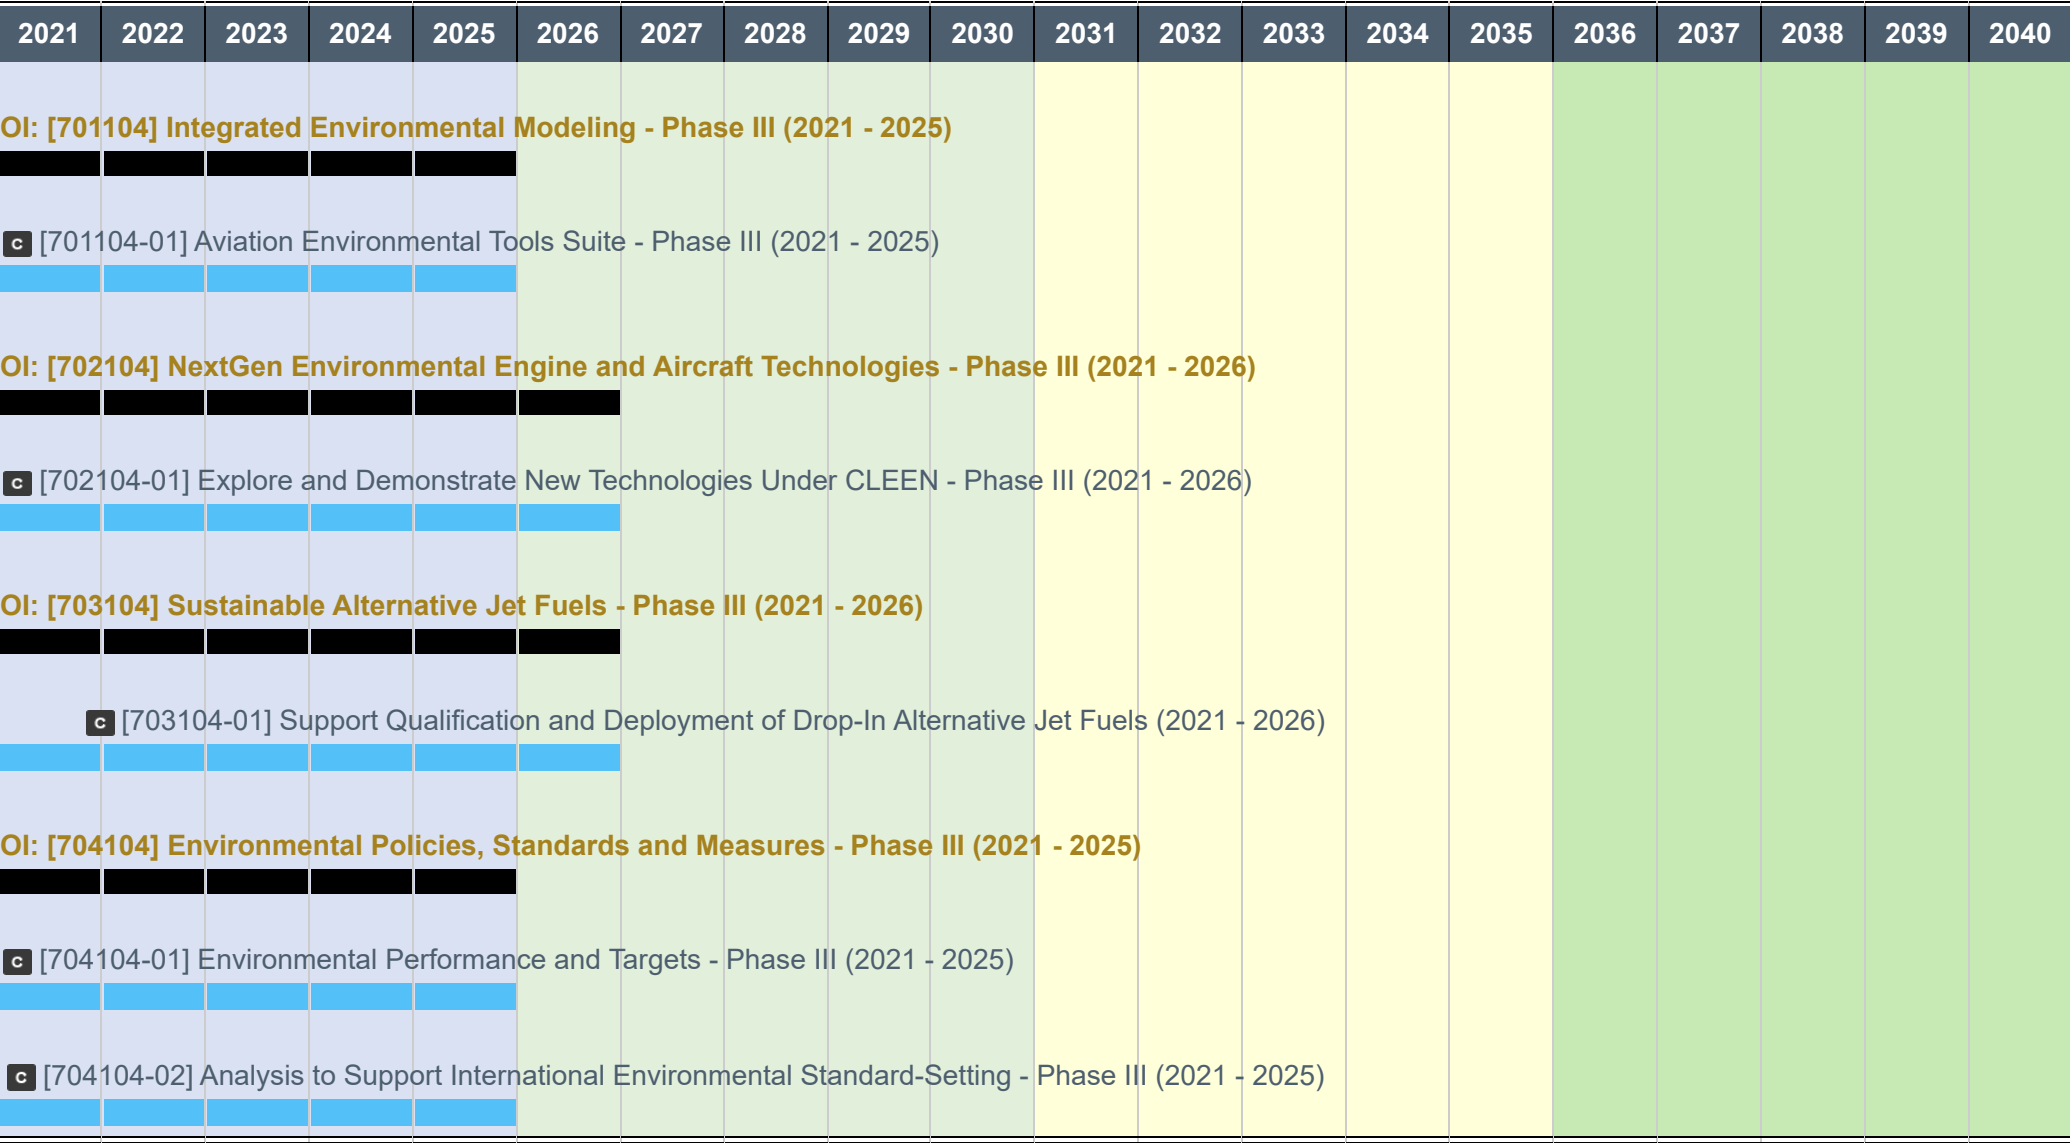 2021 2022 2023 2024 2025 2026 2027 2028 2029 2030 2031 2032 2033 2034 2035 2036 2037 2038 2039 2040
OI: [701104] Integrated Environmental Modeling - Phase III (2021 - 2025)
C [701104-01] Aviation Environmental Tools Suite - Phase III (2021 - 2025)
OI: [702104] NextGen Environmental Engine and Aircraft Technologies - Phase III (2021 - 2026)
C [702104-01] Explore and Demonstrate New Technologies Under CLEEN - Phase III (2021 - 2026)
OI: [703104] Sustainable Alternative Jet Fuels - Phase III (2021 - 2026)
C [703104-01] Support Qualification and Deployment of Drop-In Alternative Jet Fuels (2021 - 2026)
OI: [704104] Environmental Policies, Standards and Measures - Phase III (2021 - 2025)
C [704104-01] Environmental Performance and Targets - Phase III (2021 - 2025)
C [704104-02] Analysis to Support International Environmental Standard-Setting - Phase III (2021 - 2025)